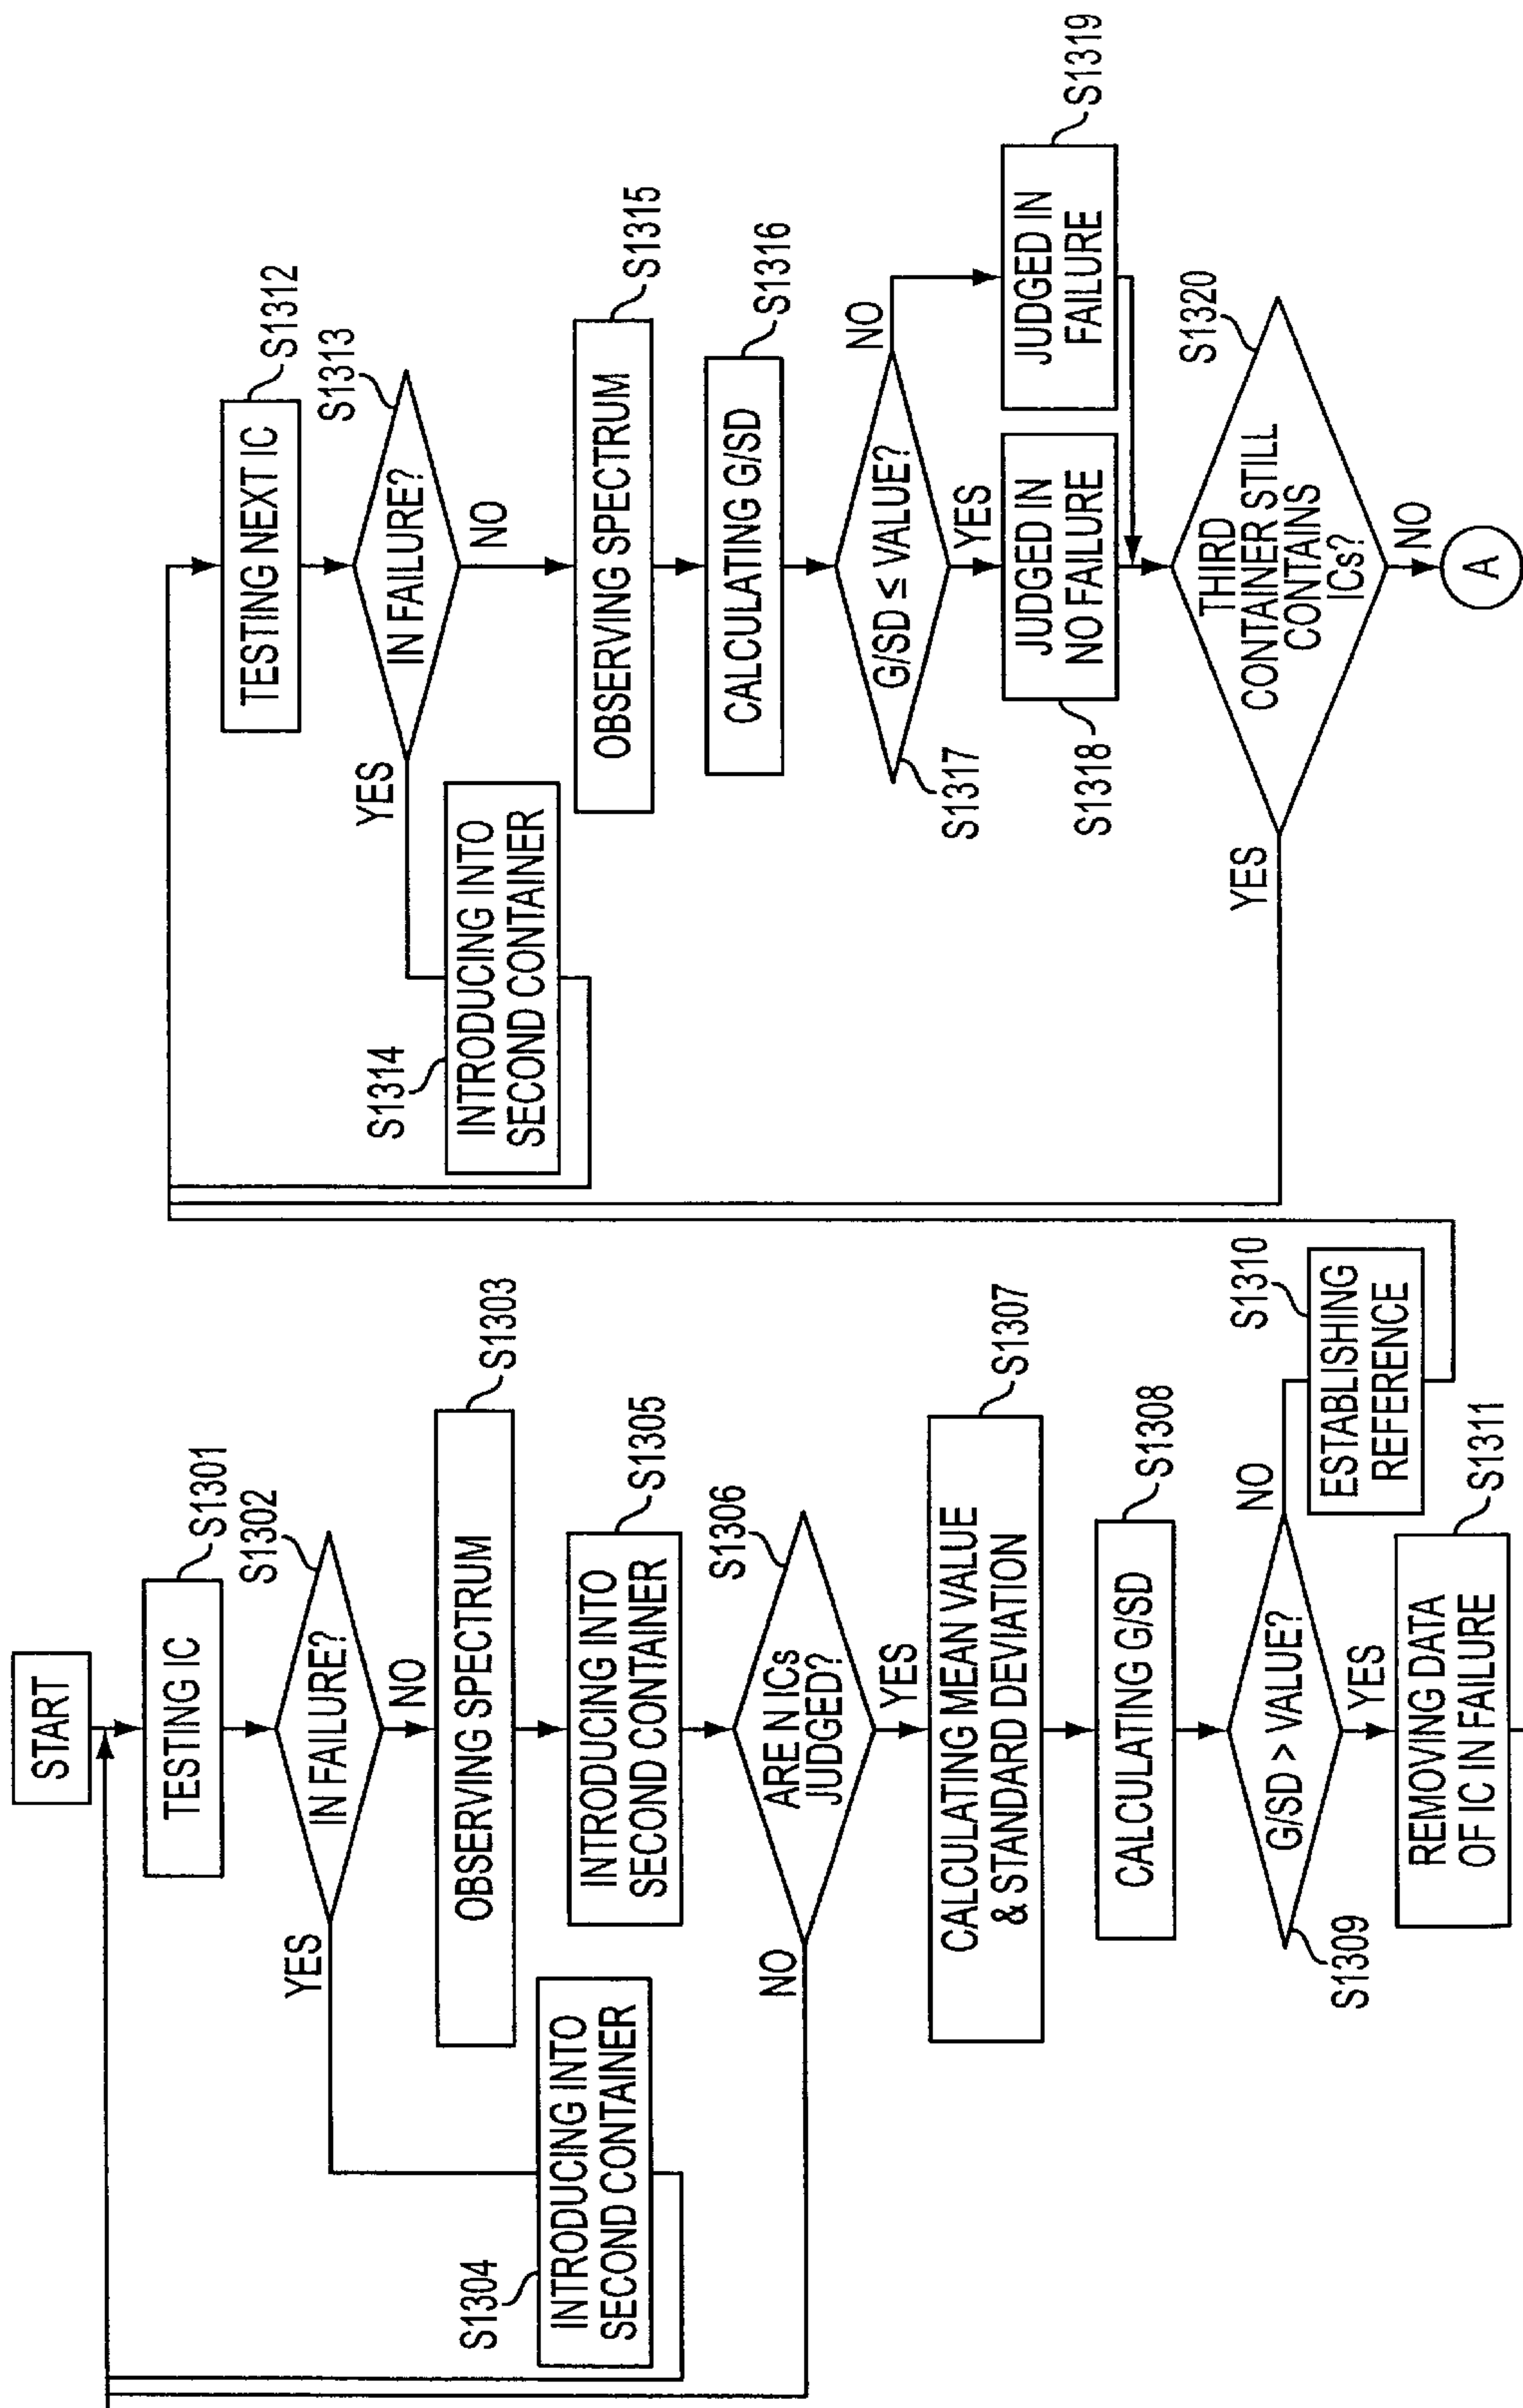 START
TESTING IC
S1301
IN FAILURE?
S1302
YES
NO
OBSERVING SPECTRUM
S1303
S1304
INTRODUCING INTO
SECOND CONTAINER
INTRODUCING INTO
SECOND CONTAINER
S1305
ARE N ICs
JUDGED?
S1306
NO
YES
CALCULATING MEAN VALUE
& STANDARD DEVIATION
S1307
CALCULATING G/SD
S1308
G/SD > VALUE?
S1309
NO
YES
ESTABLISHING
REFERENCE
S1310
REMOVING DATA
OF IC IN FAILURE
S1311
TESTING NEXT IC
S1312
IN FAILURE?
S1313
YES
NO
S1314
INTRODUCING INTO
SECOND CONTAINER
OBSERVING SPECTRUM
S1315
CALCULATING G/SD
S1316
G/SD ≤ VALUE?
S1317
NO
YES
JUDGED IN
NO FAILURE
S1318
JUDGED IN
FAILURE
S1319
THIRD
CONTAINER STILL
CONTAINS
ICs?
S1320
YES
NO
A